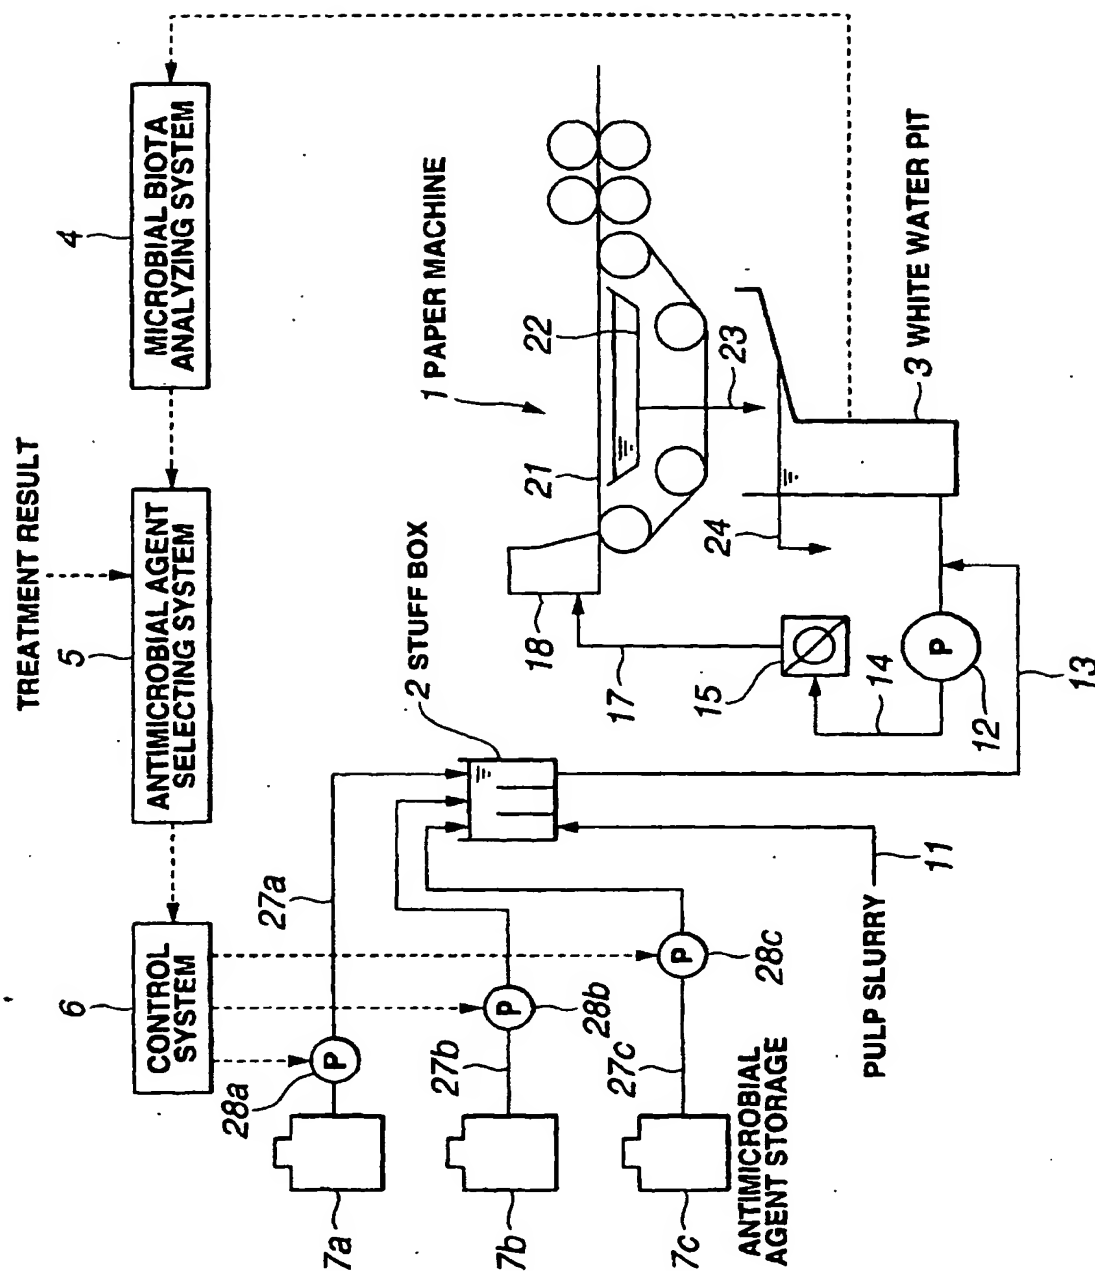 TREATMENT RESULT
6
CONTROL
SYSTEM
5
ANTIMICROBIAL AGENT
SELECTING SYSTEM
4
MICROBIAL BIOTA
ANALYZING SYSTEM
28a
P
27a
7a
28b
P
27b
7b
28c
P
27c
7c
ANTIMICROBIAL
AGENT STORAGE
2 STUFF BOX
PULP SLURRY
11
1 PAPER MACHINE
18
21
22
23
17
15
24
14
P
12
13
3 WHITE WATER PIT